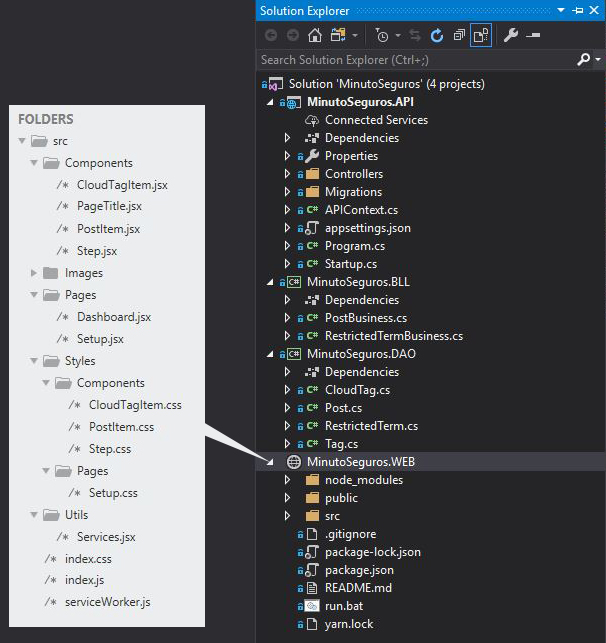 FOLDERS
src
Components
/* CloudTagItem.jsx
/* PageTitle.jsx
/* PostItem.jsx
/* Step.jsx
Images
Pages
/* Dashboard.jsx
/* Setup.jsx
Styles
Components
/* CloudTagItem.css
/* PostItem.css
/* Step.css
Pages
/* Setup.css
Utils
/* Services.jsx
/* index.css
/* index.js
/* serviceWorker.js
Solution Explorer
Search Solution Explorer (Ctrl+;)
Solution 'MinutoSeguros' (4 projects)
MinutoSeguros.API
Connected Services
Dependencies
Properties
Controllers
Migrations
C# APIContext.cs
appsettings.json
C# Program.cs
C# Startup.cs
C# MinutoSeguros.BLL
Dependencies
C# PostBusiness.cs
C# RestrictedTermBusiness.cs
C# MinutoSeguros.DAO
Dependencies
C# CloudTag.cs
C# Post.cs
C# RestrictedTerm.cs
C# Tag.cs
MinutoSeguros.WEB
node_modules
public
src
.gitignore
package-lock.json
package.json
README.md
run.bat
yarn.lock